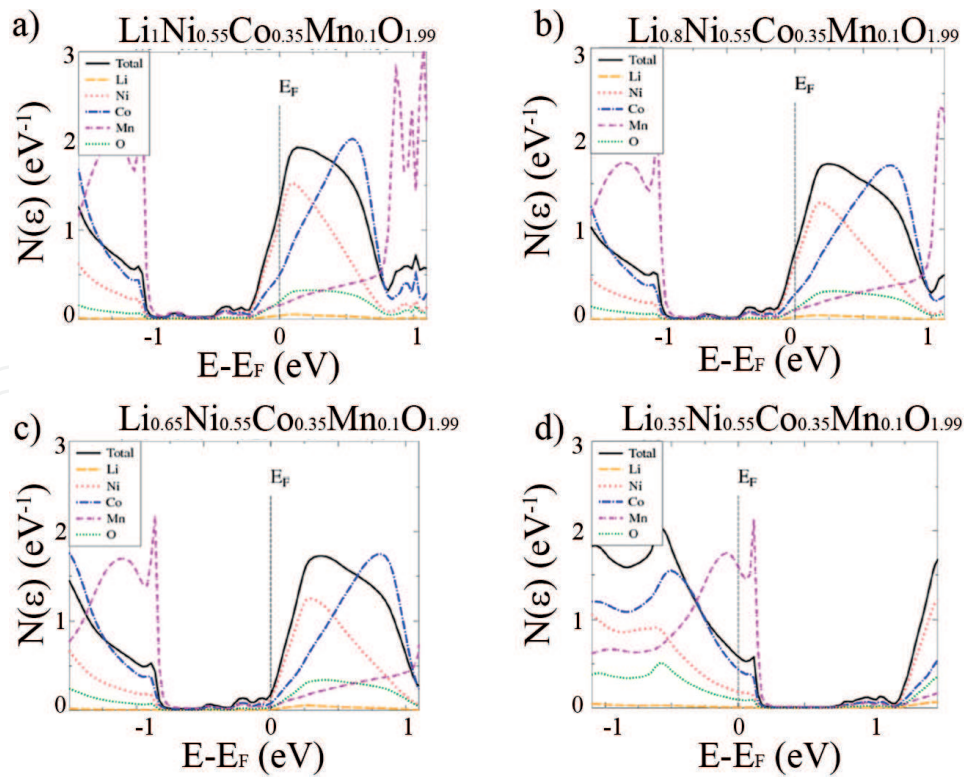 a) Li1Ni0.55Co0.35Mn0.1O1.99
3
2
1
0
N(ε) (eV⁻¹)
Total
Li
Ni
Co
Mn
O
EF
-1 0 1
E-EF (eV)
b) Li0.8Ni0.55Co0.35Mn0.1O1.99
3
2
1
0
N(ε) (eV⁻¹)
Total
Li
Ni
Co
Mn
O
EF
-1 0 1
E-EF (eV)
c) Li0.65Ni0.55Co0.35Mn0.1O1.99
3
2
1
0
N(ε) (eV⁻¹)
Total
Li
Ni
Co
Mn
O
EF
-1 0 1
E-EF (eV)
d) Li0.35Ni0.55Co0.35Mn0.1O1.99
3
2
1
0
N(ε) (eV⁻¹)
Total
Li
Ni
Co
Mn
O
EF
-1 0 1
E-EF (eV)